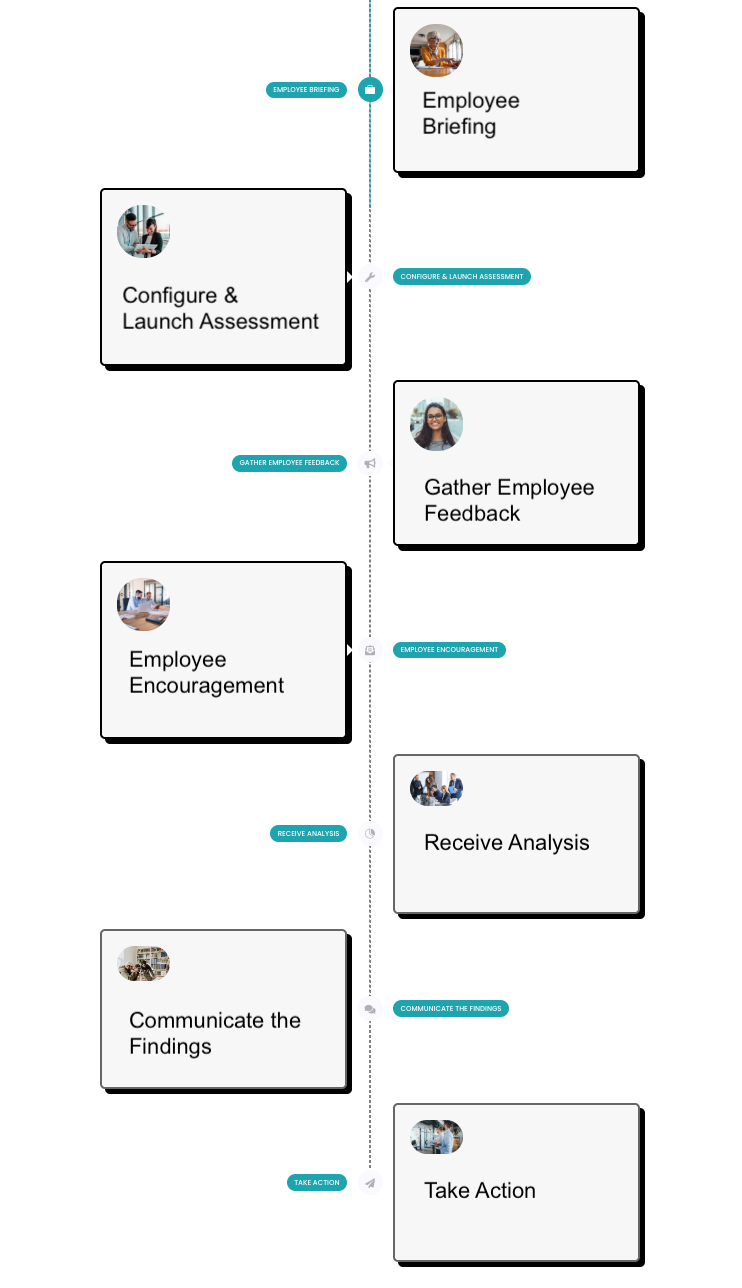 EMPLOYEE BRIEFING
Employee
Briefing
Configure &
Launch Assessment
CONFIGURE & LAUNCH ASSESSMENT
GATHER EMPLOYEE FEEDBACK
Gather Employee
Feedback
Employee
Encouragement
EMPLOYEE ENCOURAGEMENT
RECEIVE ANALYSIS
Receive Analysis
Communicate the
Findings
COMMUNICATE THE FINDINGS
TAKE ACTION
Take Action